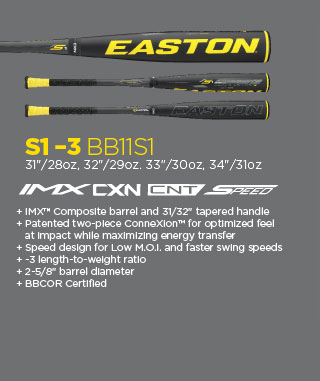 EASTON
S1 –3 BB11S1
31"/28oz, 32"/29oz. 33"/30oz, 34"/31oz
IMX CXN CNT SPEED
+ IMX™ Composite barrel and 31/32" tapered handle
+ Patented two-piece ConneXion™ for optimized feel
at impact while maximizing energy transfer
+ Speed design for Low M.O.I. and faster swing speeds
+ -3 length-to-weight ratio
+ 2-5/8" barrel diameter
+ BBCOR Certified